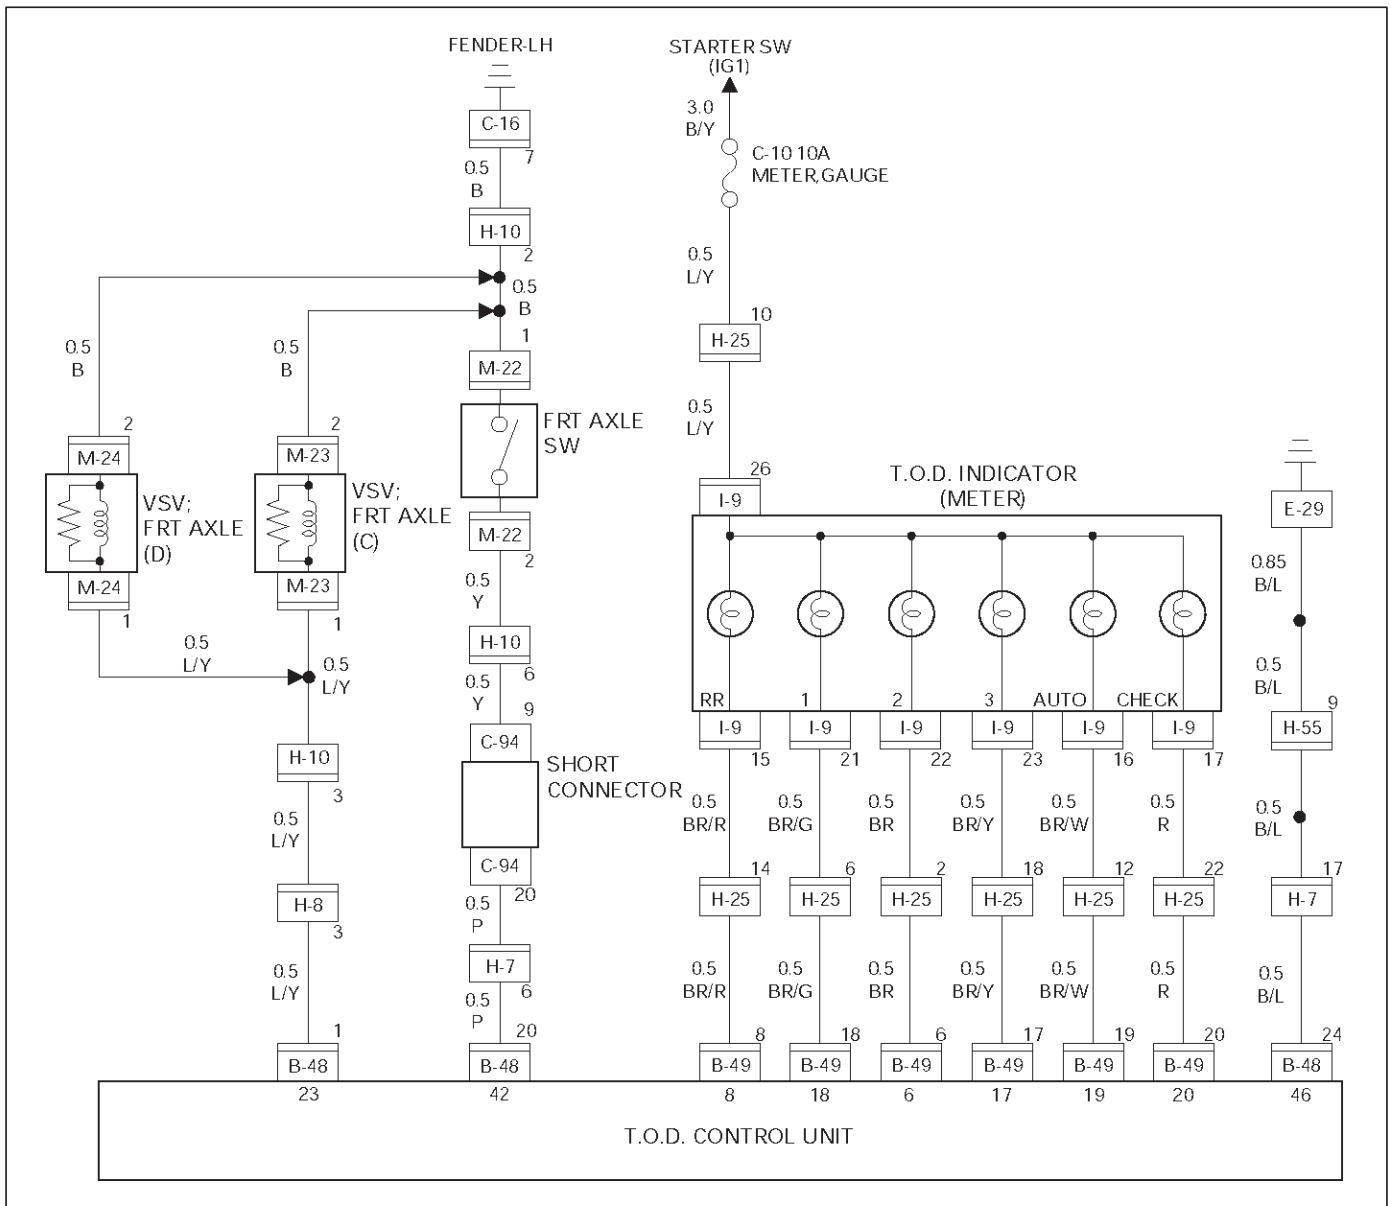 FENDER-LH
STARTER SW
(IG1)
C-16
7
3.0
B/Y
C-10 10A
METER,GAUGE
0.5
B
H-10
2
0.5
B
0.5
L/Y
1
10
H-25
0.5
B
0.5
B
M-22
0.5
L/Y
2
M-24
2
M-23
FRT AXLE
SW
26
I-9
T.O.D. INDICATOR
(METER)
E-29
VSV;
FRT AXLE
(D)
VSV;
FRT AXLE
(C)
M-22
2
0.85
B/L
M-24
1
M-23
1
0.5
Y
0.5
L/Y
0.5
L/Y
H-10
6
0.5
B/L
0.5
Y
9
RR
1
2
3
AUTO
CHECK
9
I-9
I-9
I-9
I-9
I-9
I-9
H-55
15
21
22
23
16
17
H-10
3
C-94
SHORT
CONNECTOR
0.5
BR/R
0.5
BR/G
0.5
BR
0.5
BR/Y
0.5
BR/W
0.5
R
0.5
B/L
0.5
L/Y
C-94
20
14
6
2
18
12
22
17
H-25
H-25
H-25
H-25
H-25
H-25
H-7
H-8
3
0.5
P
H-7
6
0.5
L/Y
0.5
P
0.5
BR/R
0.5
BR/G
0.5
BR
0.5
BR/Y
0.5
BR/W
0.5
R
0.5
B/L
1
20
8
18
6
17
19
20
24
B-48
B-48
B-49
B-49
B-49
B-49
B-49
B-49
B-48
23
42
8
18
6
17
19
20
46
T.O.D. CONTROL UNIT